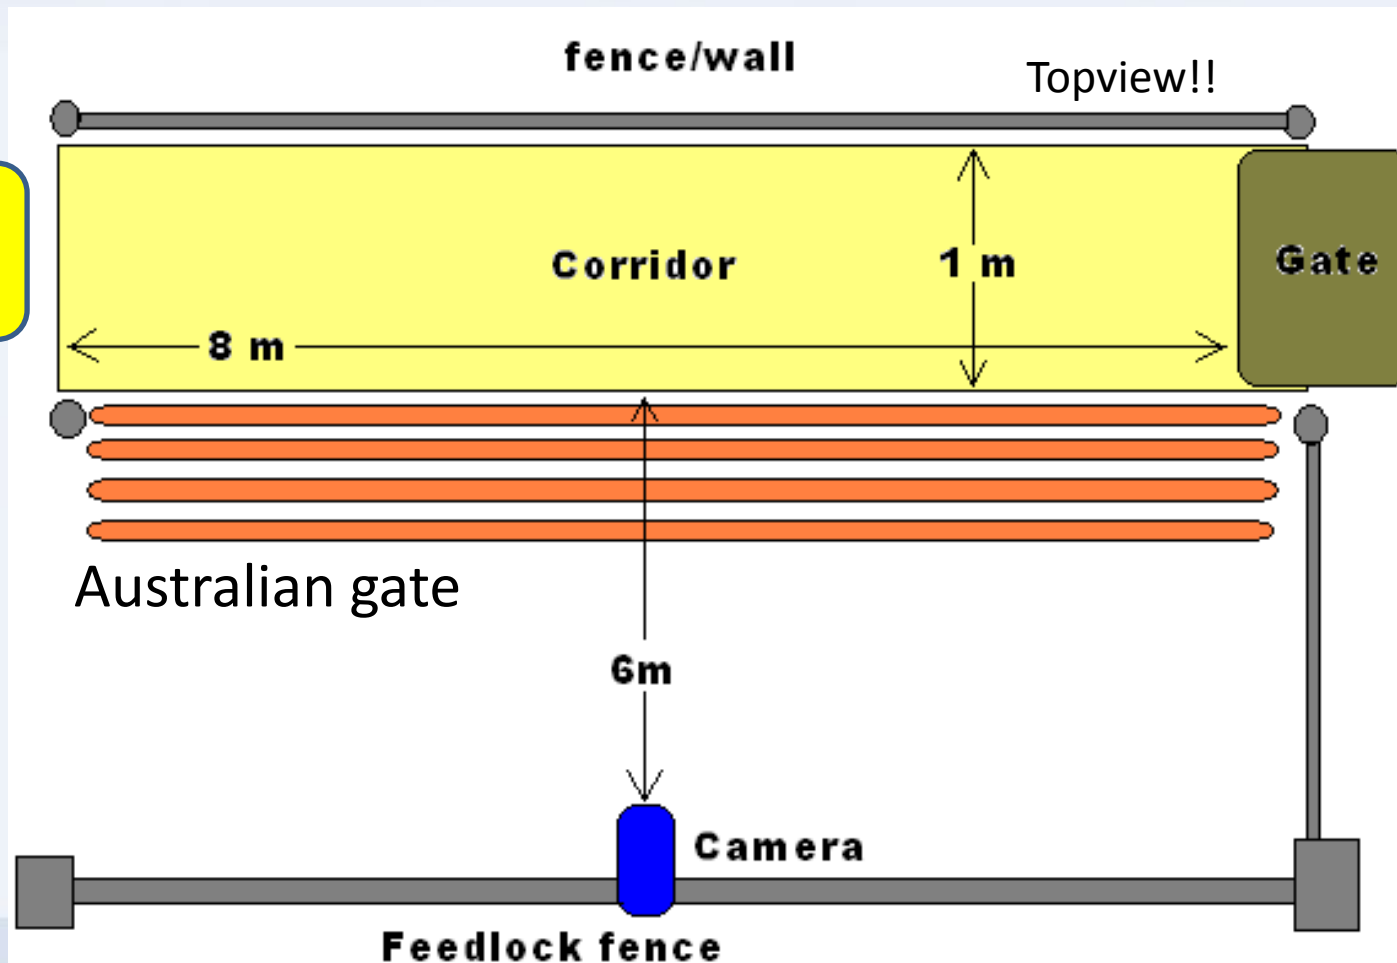 fence/wall
Topview!!
Corridor
1 m
Gate
8 m
Australian gate
6m
Camera
Feedlock fence